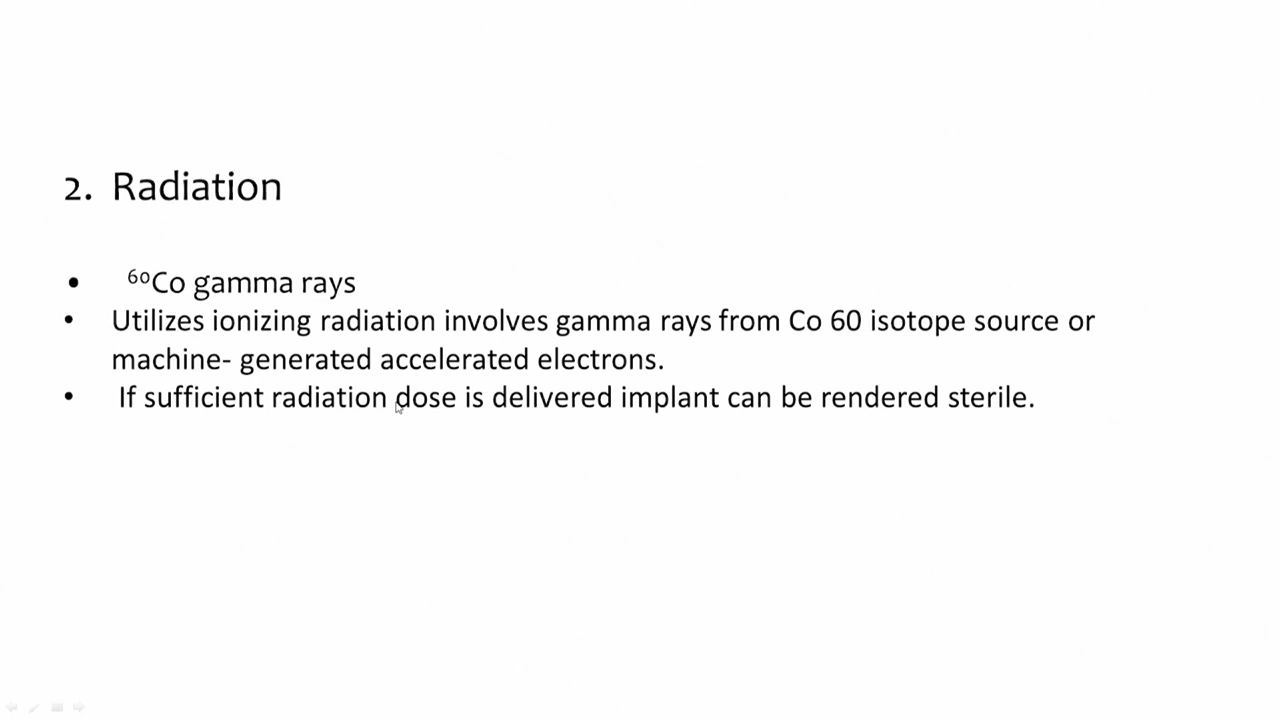 2. Radiation
• ⁶⁰Co gamma rays
• Utilizes ionizing radiation involves gamma rays from Co 60 isotope source or
machine- generated accelerated electrons.
• If sufficient radiation dose is delivered implant can be rendered sterile.